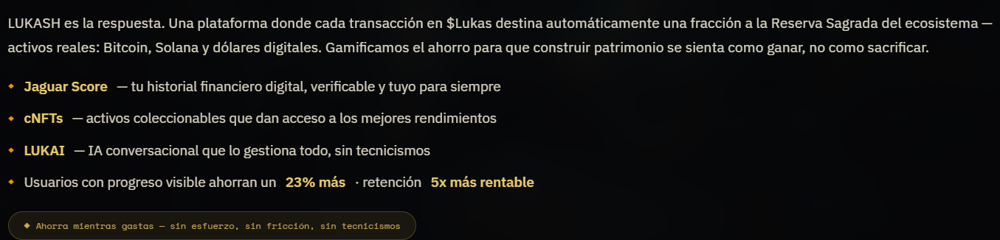 LUKASH es la respuesta. Una plataforma donde cada transacción en $Lukas destina automáticamente una fracción a la Reserva Sagrada del ecosistema —
activos reales: Bitcoin, Solana y dólares digitales. Gamificamos el ahorro para que construir patrimonio se sienta como ganar, no como sacrificar.
◆ Jaguar Score — tu historial financiero digital, verificable y tuyo para siempre
◆ cNFTs — activos coleccionables que dan acceso a los mejores rendimientos
◆ LUKAI — IA conversacional que lo gestiona todo, sin tecnicismos
◆ Usuarios con progreso visible ahorran un 23% más · retención 5x más rentable
◆ Ahorra mientras gastas — sin esfuerzo, sin fricción, sin tecnicismos